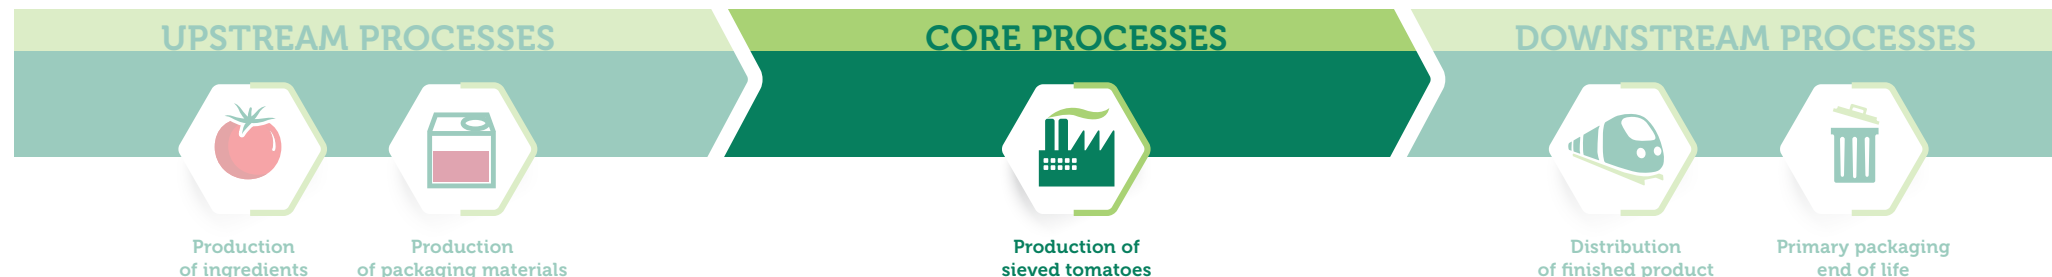 UPSTREAM PROCESSES
CORE PROCESSES
DOWNSTREAM PROCESSES
Production
of ingredients
Production
of packaging materials
Production of
sieved tomatoes
Distribution
of finished product
Primary packaging
end of life